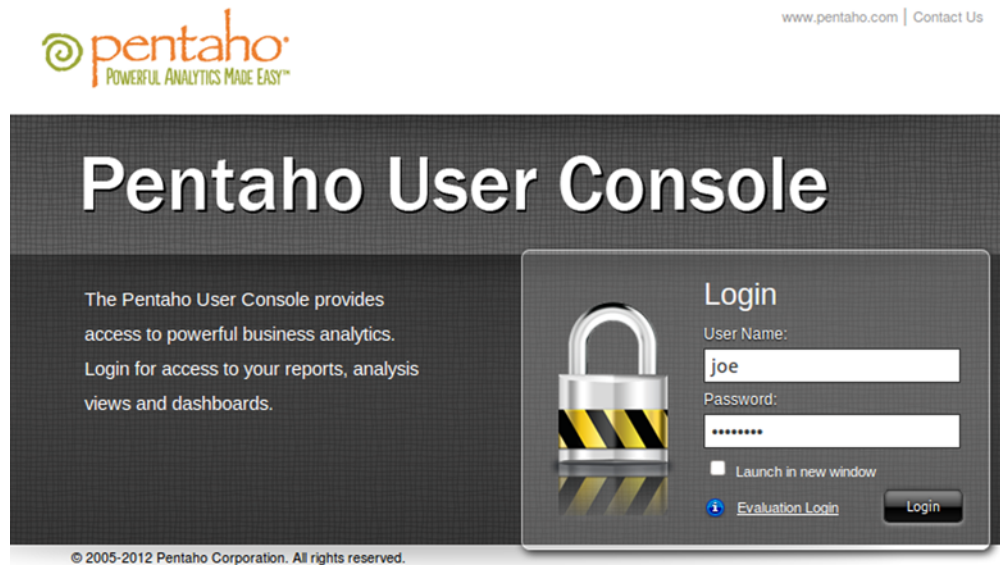 www.pentaho.com | Contact Us
pentaho
POWERFUL ANALYTICS MADE EASY™
Pentaho User Console
The Pentaho User Console provides
access to powerful business analytics.
Login for access to your reports, analysis
views and dashboards.
Login
User Name:
joe
Password:
••••••••
Launch in new window
Evaluation Login
Login
© 2005-2012 Pentaho Corporation. All rights reserved.